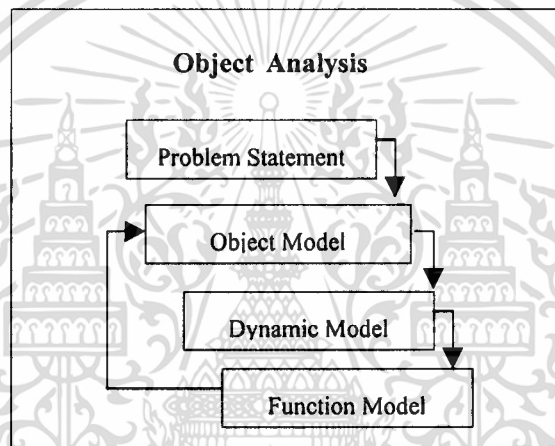 Object Analysis
Problem Statement
Object Model
Dynamic Model
Function Model